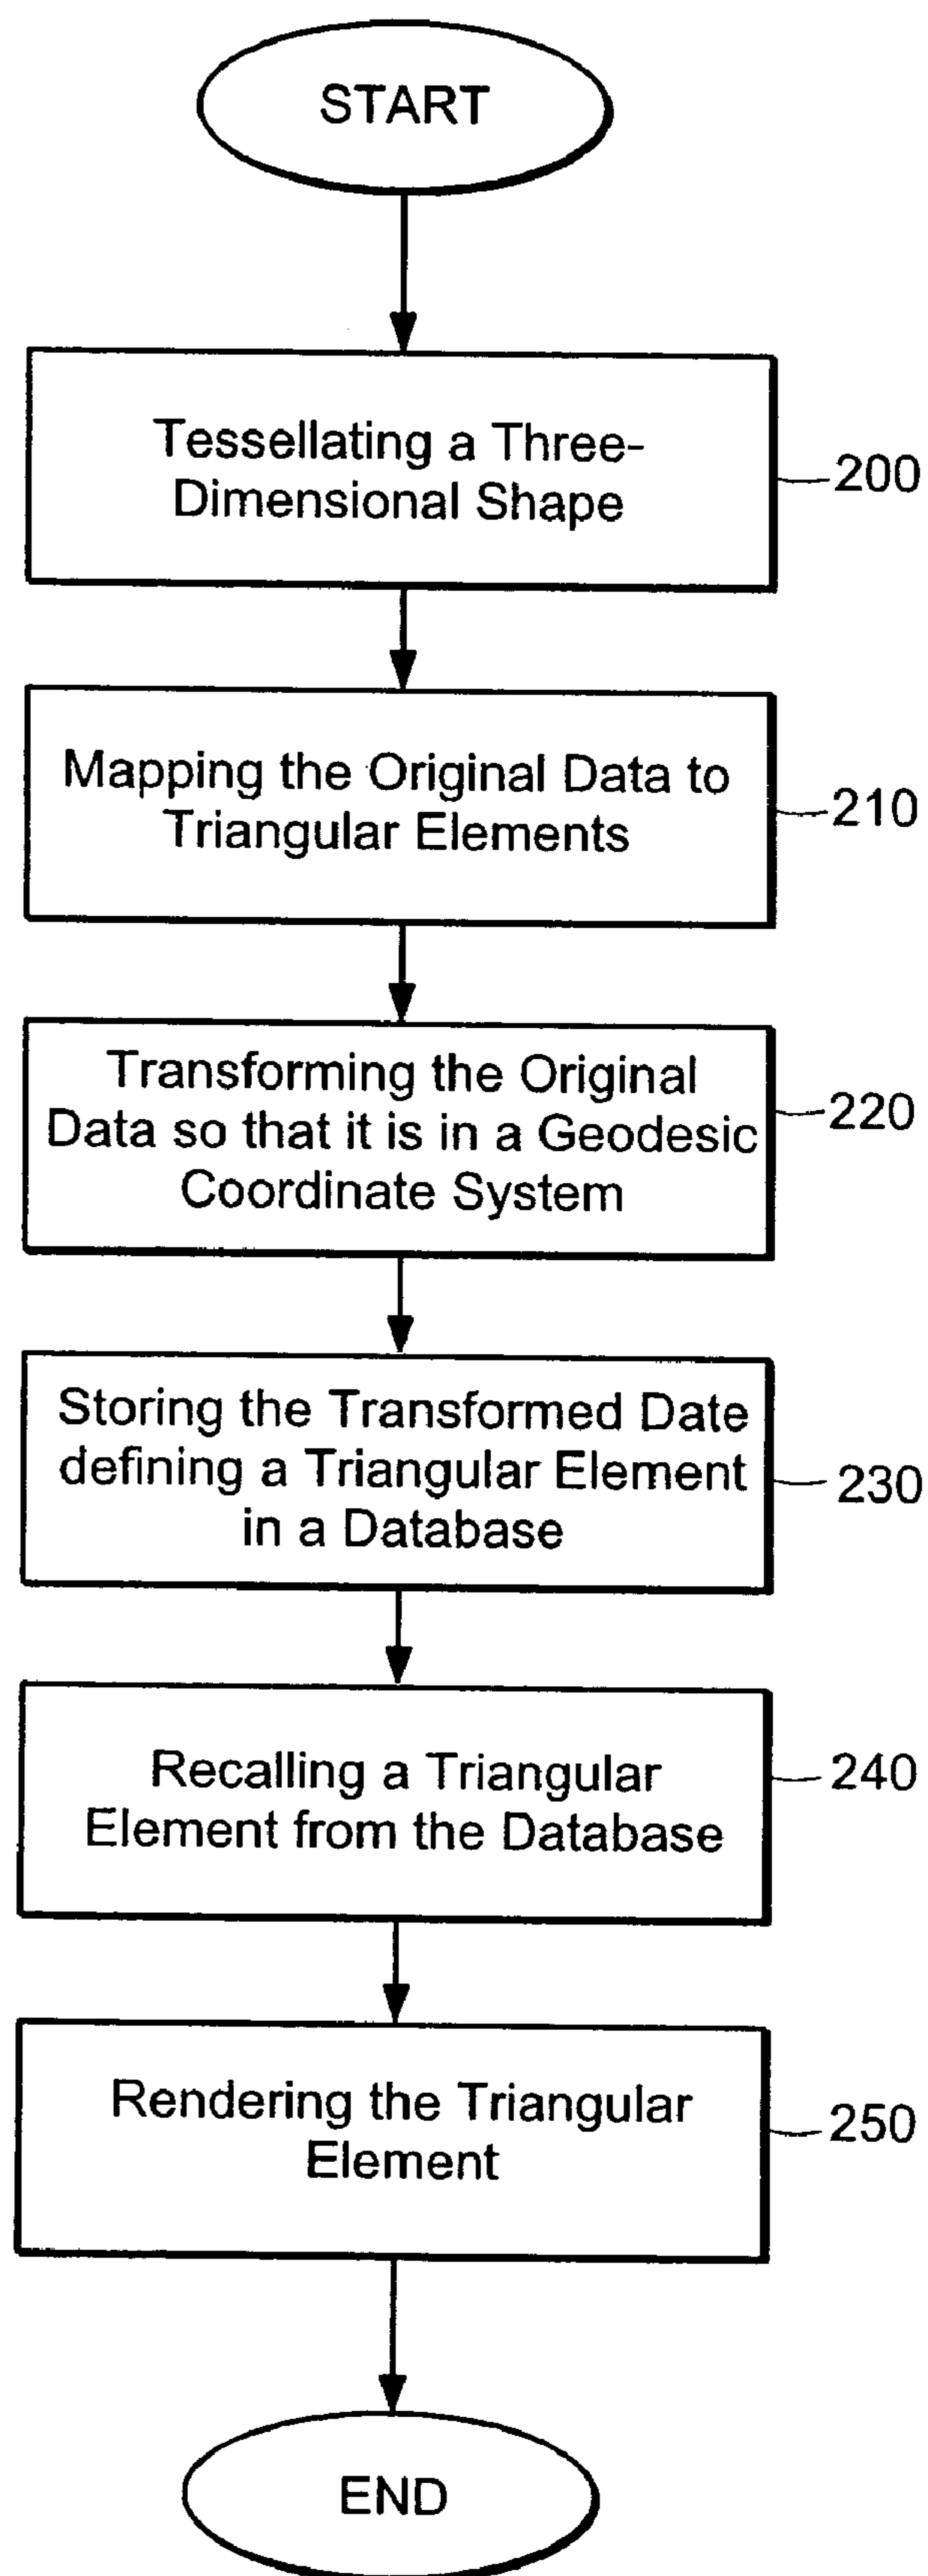 START
Tessellating a Three-
Dimensional Shape
200
Mapping the Original Data to
Triangular Elements
210
Transforming the Original
Data so that it is in a Geodesic
Coordinate System
220
Storing the Transformed Date
defining a Triangular Element
in a Database
230
Recalling a Triangular
Element from the Database
240
Rendering the Triangular
Element
250
END